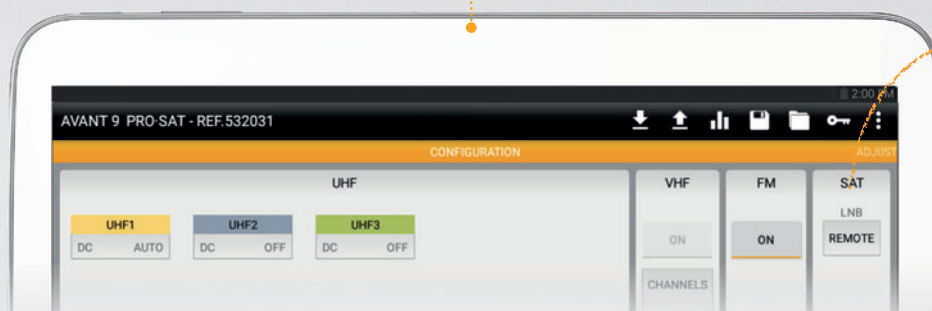 2:00 PM
AVANT 9 PRO-SAT - REF.532031
CONFIGURATION
ADJUST
UHF
VHF
FM
SAT
UHF1
UHF2
UHF3
LNB
DC AUTO
DC OFF
DC OFF
ON
ON
REMOTE
CHANNELS